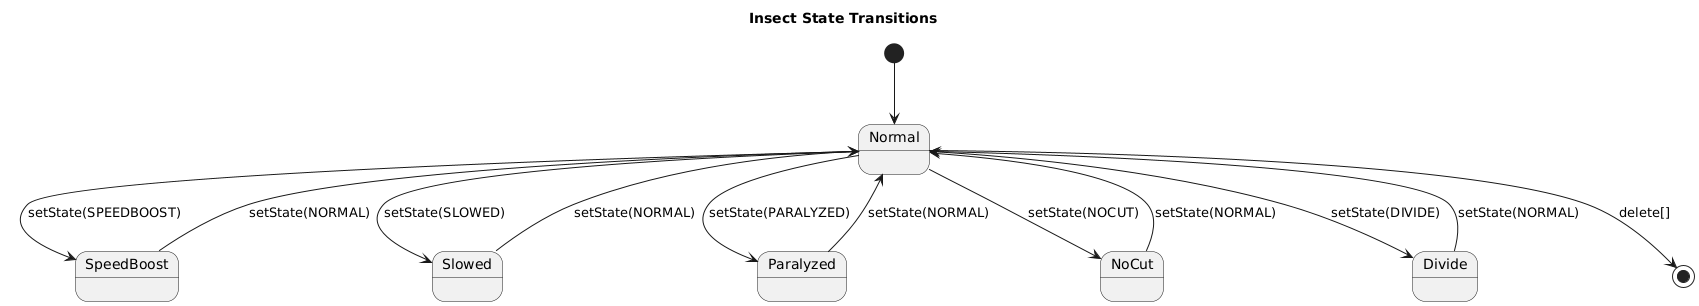 Insect State Transitions
Normal
setState(SPEEDBOOST)
setState(NORMAL)
setState(SLOWED)
setState(NORMAL)
setState(PARALYZED)
setState(NORMAL)
setState(NOCUT)
setState(NORMAL)
setState(DIVIDE)
setState(NORMAL)
delete[]
SpeedBoost
Slowed
Paralyzed
NoCut
Divide